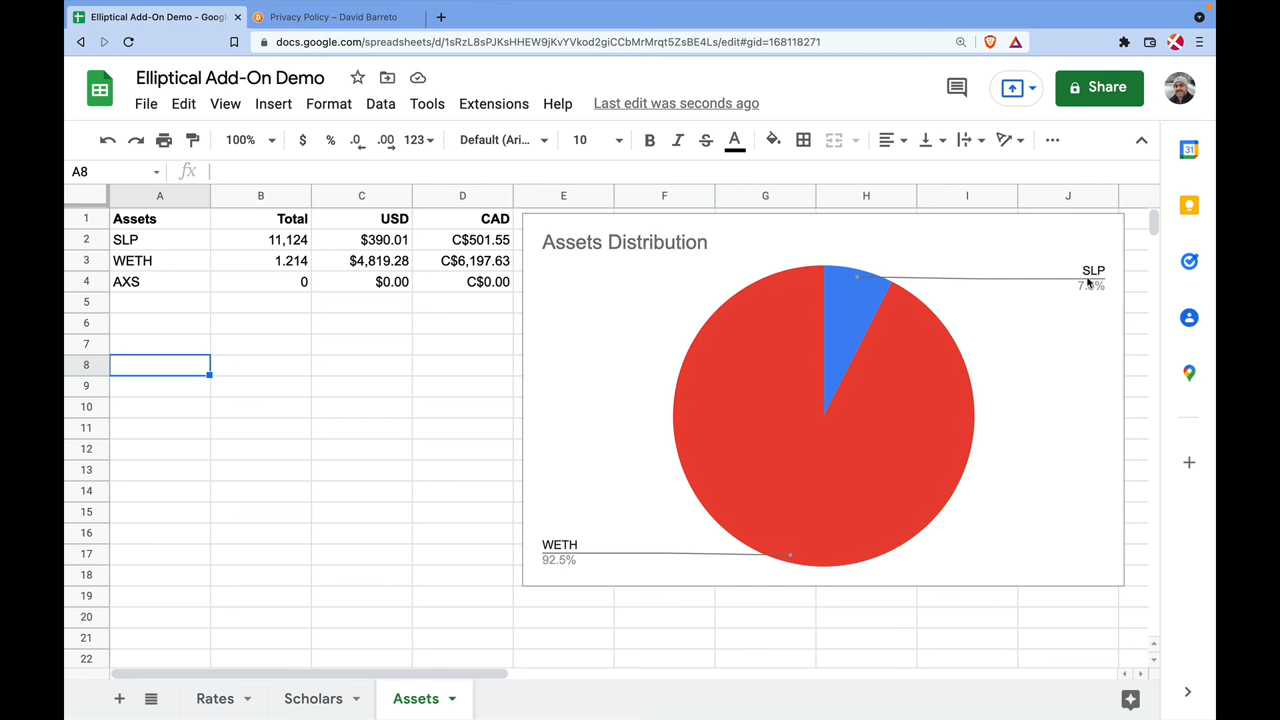 Elliptical Add-On Demo - Goog
Privacy Policy – David Barreto
docs.google.com/spreadsheets/d/1sRzL8sPJKsHHEW9jKvYVkod2giCCbMrMrqt5ZsBE4Ls/edit#gid=168118271
Elliptical Add-On Demo
File Edit View Insert Format Data Tools Extensions Help Last edit was seconds ago
Share
100% $ % .0 .00 123 Default (Ari... 10 B I S A
A8 fx
A B C D E F G H I J
1 Assets Total USD CAD
2 SLP 11,124 $390.01 C$501.55
3 WETH 1.214 $4,819.28 C$6,197.63
4 AXS 0 $0.00 C$0.00
5
6
7
8
9
10
11
12
13
14
15
16
17
18
19
20
21
22
Assets Distribution
SLP
WETH
92.5%
31
Rates Scholars Assets